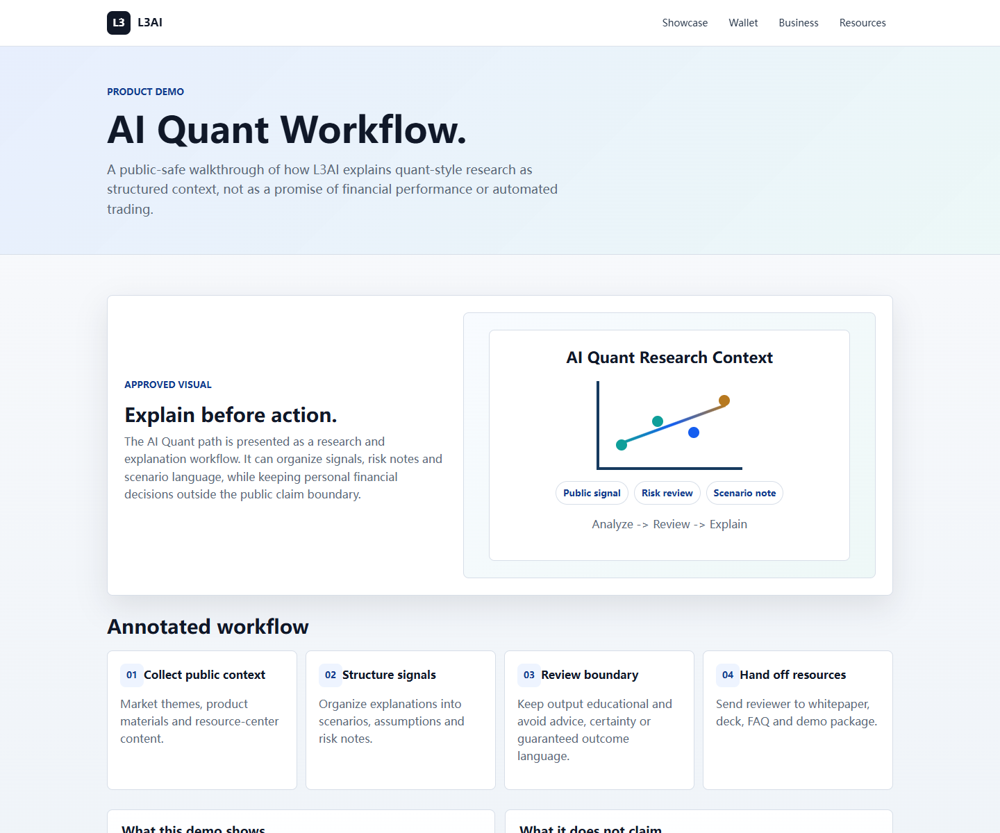 L3 L3AI Showcase Wallet Business Resources
PRODUCT DEMO
AI Quant Workflow.
A public-safe walkthrough of how L3AI explains quant-style research as
structured context, not as a promise of financial performance or automated
trading.
APPROVED VISUAL
Explain before action.
The AI Quant path is presented as a research and
explanation workflow. It can organize signals, risk notes and
scenario language, while keeping personal financial
decisions outside the public claim boundary.
AI Quant Research Context
Public signal Risk review Scenario note
Analyze -> Review -> Explain
Annotated workflow
01 Collect public context
Market themes, product
materials and resource-center
content.
02 Structure signals
Organize explanations into
scenarios, assumptions and
risk notes.
03 Review boundary
Keep output educational and
avoid advice, certainty or
guaranteed outcome
language.
04 Hand off resources
Send reviewer to whitepaper,
deck, FAQ and demo package.
What this demo shows
What it does not claim